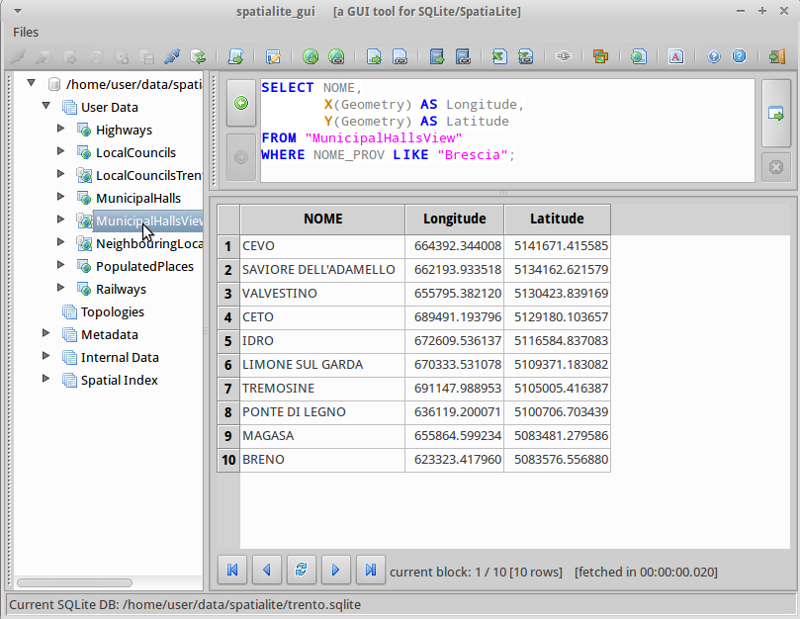 spatialite_gui [a GUI tool for SQLite/SpatiaLite]
Files
/home/user/data/spati
User Data
Highways
LocalCouncils
LocalCouncilsTren
MunicipalHalls
MunicipalHallsView
NeighbouringLoca
PopulatedPlaces
Railways
Topologies
Metadata
Internal Data
Spatial Index
SELECT NOME,
X(Geometry) AS Longitude,
Y(Geometry) AS Latitude
FROM "MunicipalHallsView"
WHERE NOME_PROV LIKE "Brescia";
NOME Longitude Latitude
1 CEVO 664392.344008 5141671.415585
2 SAVIORE DELL'ADAMELLO 662193.933518 5134162.621579
3 VALVESTINO 655795.382120 5130423.839169
4 CETO 689491.193796 5129180.103657
5 IDRO 672609.536137 5116584.837083
6 LIMONE SUL GARDA 670333.531078 5109371.183082
7 TREMOSINE 691147.988953 5105005.416387
8 PONTE DI LEGNO 636119.200071 5100706.703439
9 MAGASA 655864.599234 5083481.279586
10 BRENO 623323.417960 5083576.556880
current block: 1 / 10 [10 rows] [fetched in 00:00:00.020]
Current SQLite DB: /home/user/data/spatialite/trento.sqlite